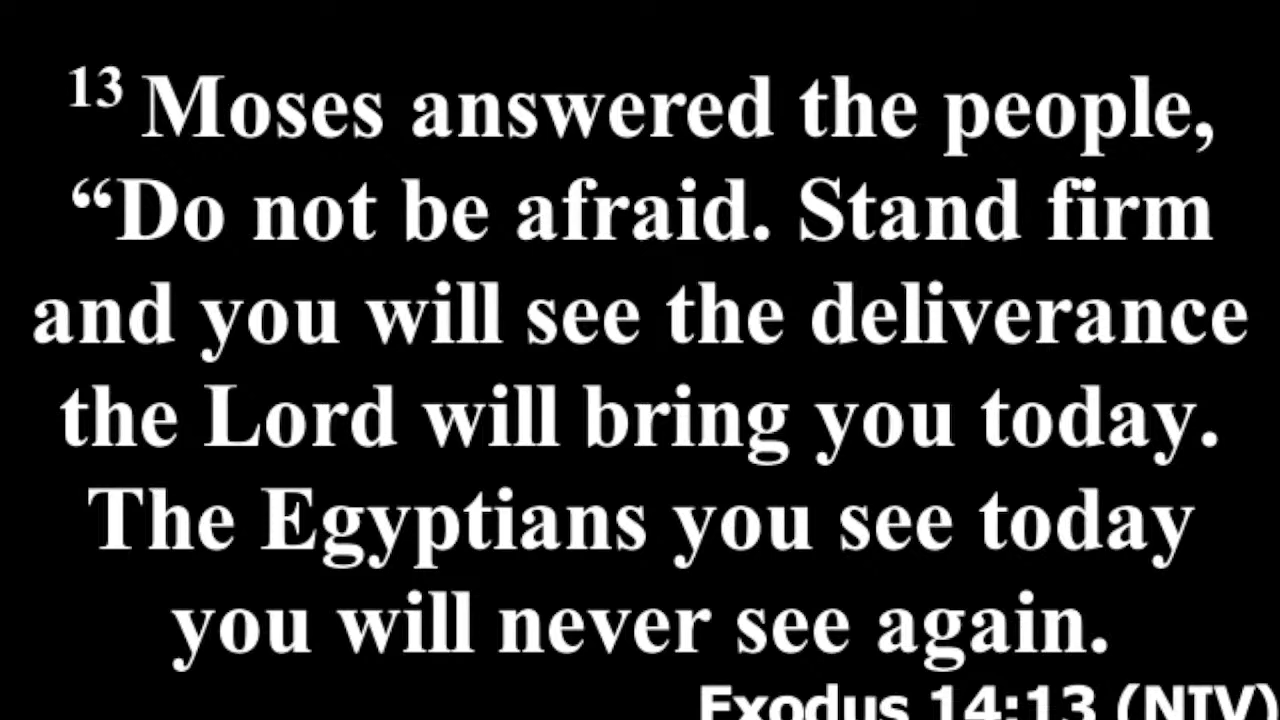 13 Moses answered the people,
“Do not be afraid. Stand firm
and you will see the deliverance
the Lord will bring you today.
The Egyptians you see today
you will never see again.
Exodus 14:13 (NIV)